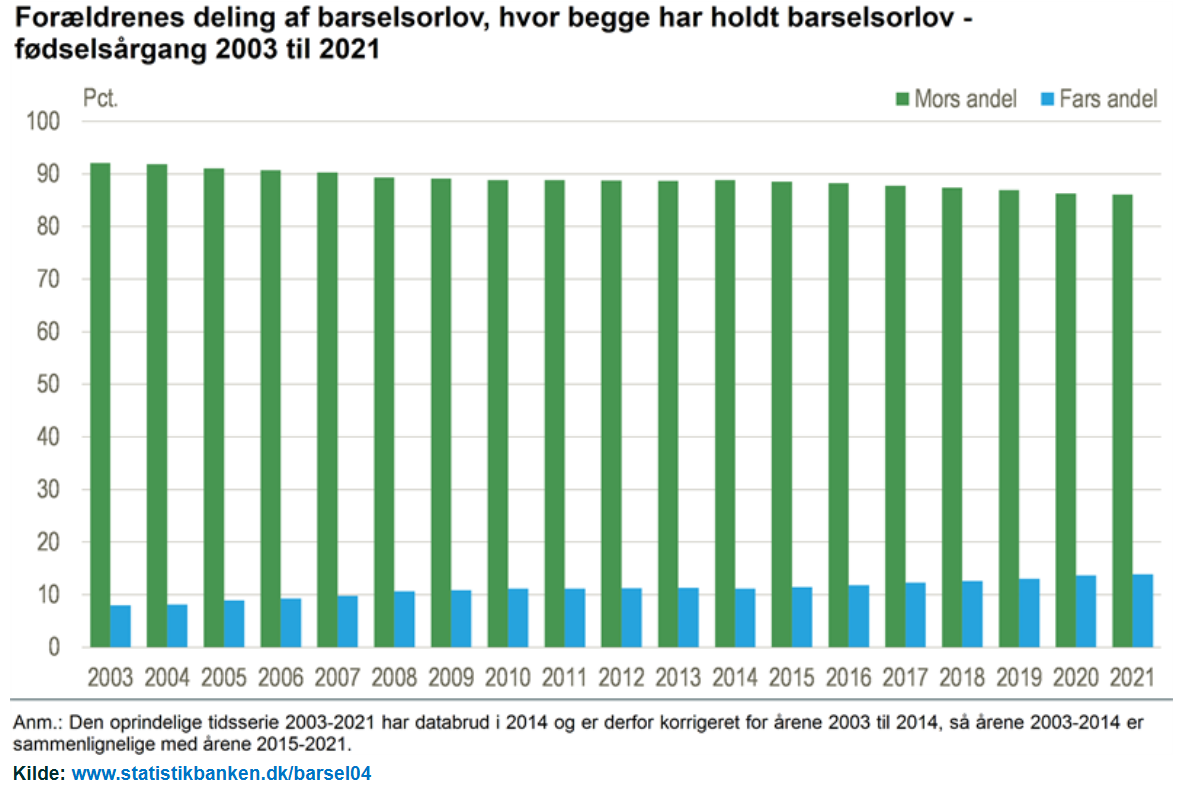 Forældrenes deling af barselsorlov, hvor begge har holdt barselsorlov -
fødselsårgang 2003 til 2021
Pct.
Mors andel
Fars andel
100
90
80
70
60
50
40
30
20
10
0
2003 2004 2005 2006 2007 2008 2009 2010 2011 2012 2013 2014 2015 2016 2017 2018 2019 2020 2021
Anm.: Den oprindelige tidsserie 2003-2021 har databrud i 2014 og er derfor korrigeret for årene 2003 til 2014, så årene 2003-2014 er
sammenlignelige med årene 2015-2021.
Kilde: www.statistikbanken.dk/barsel04